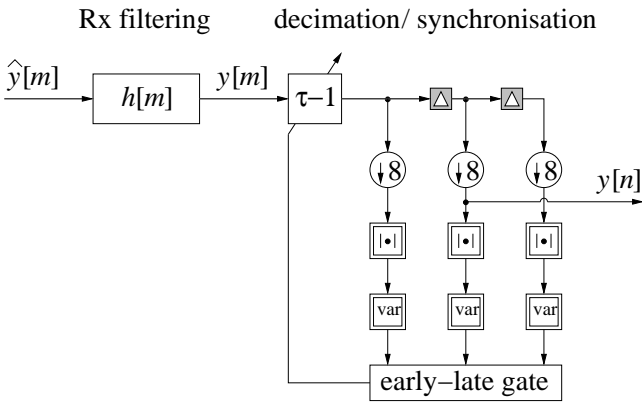 Rx filtering decimation/ synchronisation
ŷ[m] h[m] y[m] τ−1 Δ Δ
↓8 ↓8 ↓8
y[n]
|•| |•| |•|
var var var
early−late gate